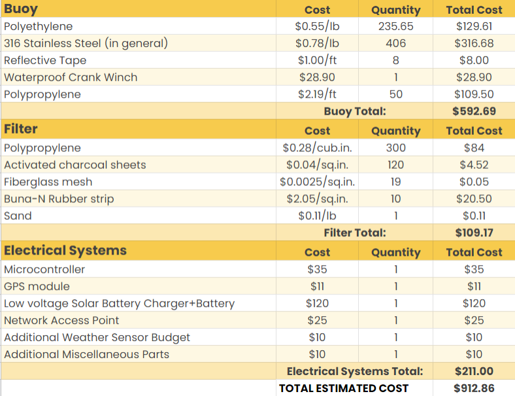 Buoy Cost Quantity Total Cost
Polyethylene $0.55/lb 235.65 $129.61
316 Stainless Steel (in general) $0.78/lb 406 $316.68
Reflective Tape $1.00/ft 8 $8.00
Waterproof Crank Winch $28.90 1 $28.90
Polypropylene $2.19/ft 50 $109.50
Buoy Total: $592.69
Filter Cost Quantity Total Cost
Polypropylene $0.28/cub.in. 300 $84
Activated charcoal sheets $0.04/sq.in. 120 $4.52
Fiberglass mesh $0.0025/sq.in. 19 $0.05
Buna-N Rubber strip $2.05/sq.in. 10 $20.50
Sand $0.11/lb 1 $0.11
Filter Total: $109.17
Electrical Systems Cost Quantity Total Cost
Microcontroller $35 1 $35
GPS module $11 1 $11
Low voltage Solar Battery Charger+Battery $120 1 $120
Network Access Point $25 1 $25
Additional Weather Sensor Budget $10 1 $10
Additional Miscellaneous Parts $10 1 $10
Electrical Systems Total: $211.00
TOTAL ESTIMATED COST $912.86